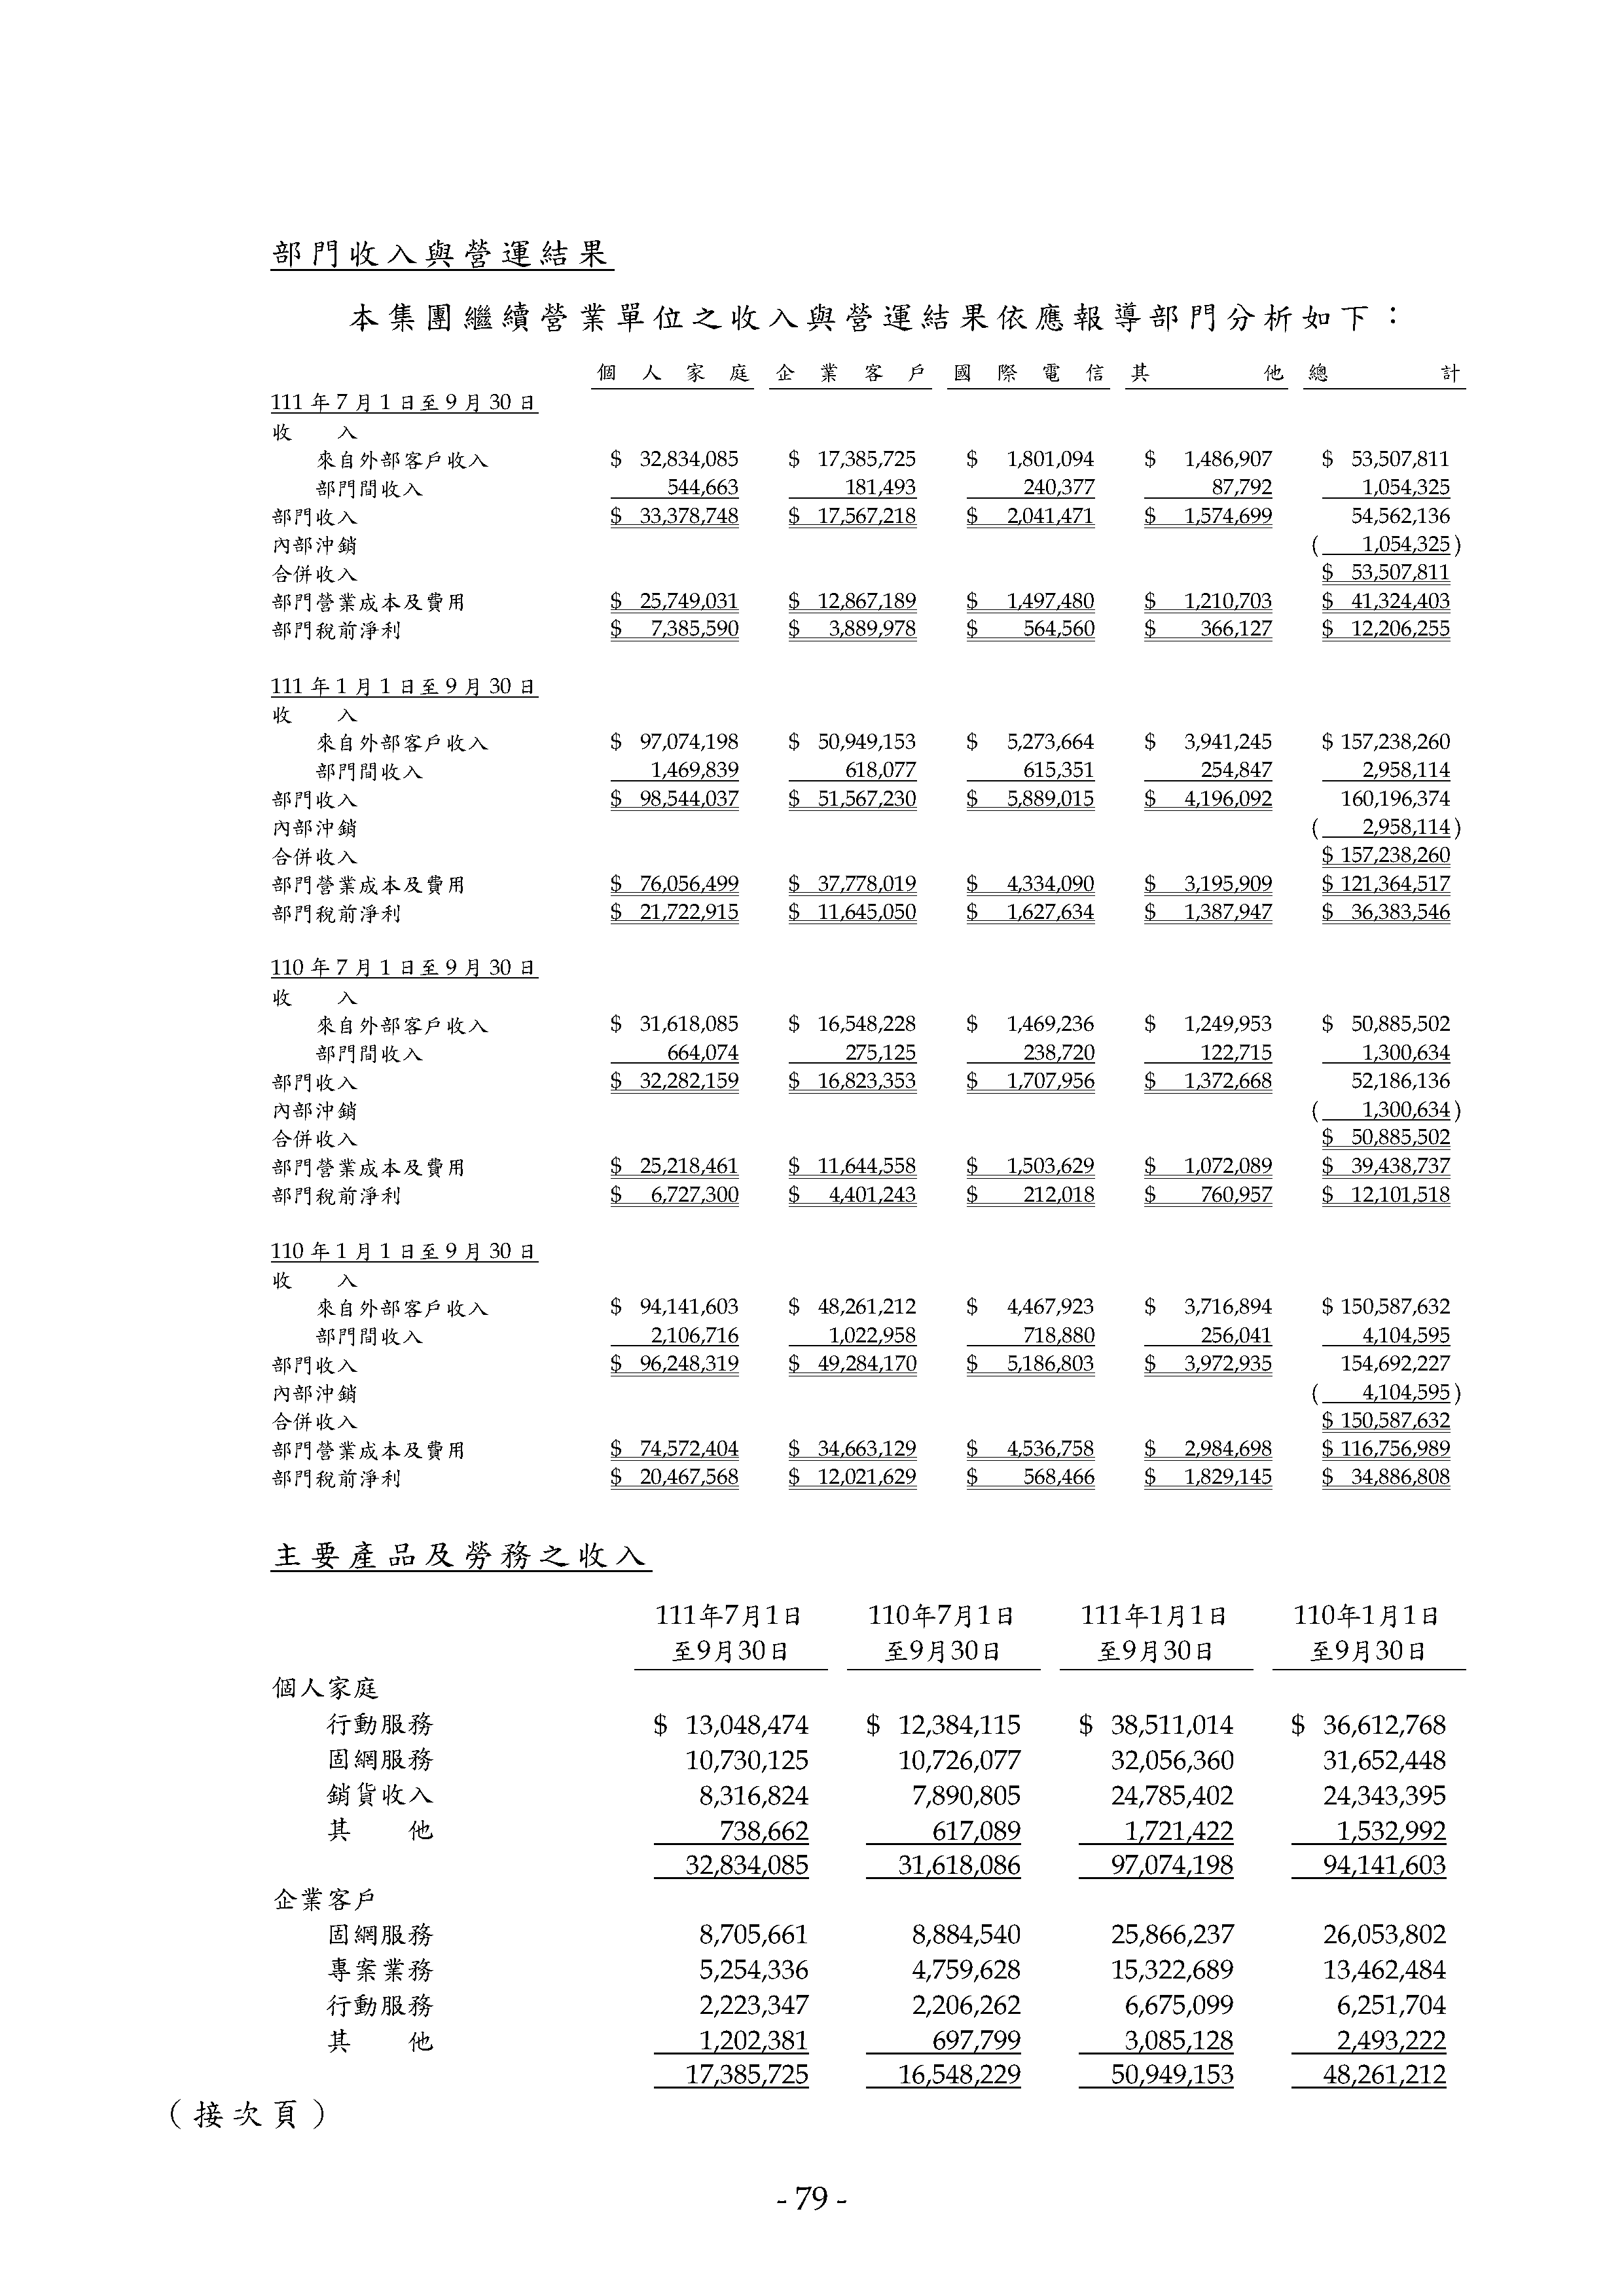 部門收入與營運結果
本集團繼續營業單位之收入與營運結果依應報導部門分析如下：
個人家庭 企業客戶 國際電信 其他 總計
111年7月1日至9月30日
收入
來自外部客戶收入 $ 32,834,085 $ 17,385,725 $ 1,801,094 $ 1,486,907 $ 53,507,811
部門間收入 544,663 181,493 240,377 87,792 1,054,325
部門收入 $ 33,378,748 $ 17,567,218 $ 2,041,471 $ 1,574,699 54,562,136
內部沖銷 ( 1,054,325)
合併收入 $ 53,507,811
部門營業成本及費用 $ 25,749,031 $ 12,867,189 $ 1,497,480 $ 1,210,703 $ 41,324,403
部門稅前淨利 $ 7,385,590 $ 3,889,978 $ 564,560 $ 366,127 $ 12,206,255
111年1月1日至9月30日
收入
來自外部客戶收入 $ 97,074,198 $ 50,949,153 $ 5,273,664 $ 3,941,245 $ 157,238,260
部門間收入 1,469,839 618,077 615,351 254,847 2,958,114
部門收入 $ 98,544,037 $ 51,567,230 $ 5,889,015 $ 4,196,092 160,196,374
內部沖銷 ( 2,958,114)
合併收入 $ 157,238,260
部門營業成本及費用 $ 76,056,499 $ 37,778,019 $ 4,334,090 $ 3,195,909 $ 121,364,517
部門稅前淨利 $ 21,722,915 $ 11,645,050 $ 1,627,634 $ 1,387,947 $ 36,383,546
110年7月1日至9月30日
收入
來自外部客戶收入 $ 31,618,085 $ 16,548,228 $ 1,469,236 $ 1,249,953 $ 50,885,502
部門間收入 664,074 275,125 238,720 122,715 1,300,634
部門收入 $ 32,282,159 $ 16,823,353 $ 1,707,956 $ 1,372,668 52,186,136
內部沖銷 ( 1,300,634)
合併收入 $ 50,885,502
部門營業成本及費用 $ 25,218,461 $ 11,644,558 $ 1,503,629 $ 1,072,089 $ 39,438,737
部門稅前淨利 $ 6,727,300 $ 4,401,243 $ 212,018 $ 760,957 $ 12,101,518
110年1月1日至9月30日
收入
來自外部客戶收入 $ 94,141,603 $ 48,261,212 $ 4,467,923 $ 3,716,894 $ 150,587,632
部門間收入 2,106,716 1,022,958 718,880 256,041 4,104,595
部門收入 $ 96,248,319 $ 49,284,170 $ 5,186,803 $ 3,972,935 154,692,227
內部沖銷 ( 4,104,595)
合併收入 $ 150,587,632
部門營業成本及費用 $ 74,572,404 $ 34,663,129 $ 4,536,758 $ 2,984,698 $ 116,756,989
部門稅前淨利 $ 20,467,568 $ 12,021,629 $ 568,466 $ 1,829,145 $ 34,886,808
主要產品及勞務之收入
111年7月1日 110年7月1日 111年1月1日 110年1月1日
至9月30日 至9月30日 至9月30日 至9月30日
個人家庭
行動服務 $ 13,048,474 $ 12,384,115 $ 38,511,014 $ 36,612,768
固網服務 10,730,125 10,726,077 32,056,360 31,652,448
銷貨收入 8,316,824 7,890,805 24,785,402 24,343,395
其他 738,662 617,089 1,721,422 1,532,992
32,834,085 31,618,086 97,074,198 94,141,603
企業客戶
固網服務 8,705,661 8,884,540 25,866,237 26,053,802
專案業務 5,254,336 4,759,628 15,322,689 13,462,484
行動服務 2,223,347 2,206,262 6,675,099 6,251,704
其他 1,202,381 697,799 3,085,128 2,493,222
17,385,725 16,548,229 50,949,153 48,261,212
（接次頁）
- 79 -